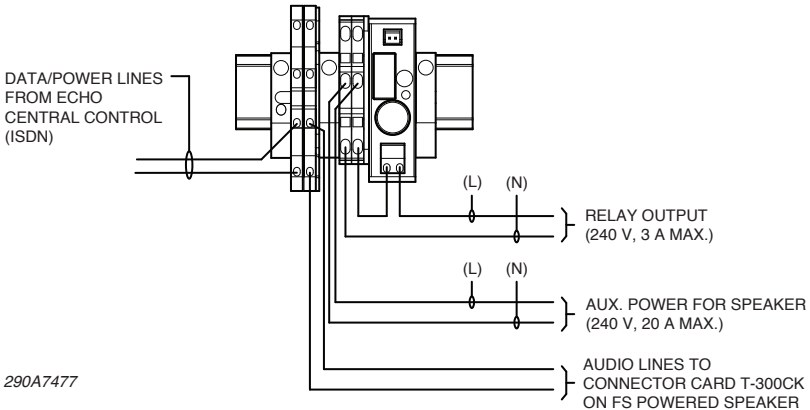 DATA/POWER LINES
FROM ECHO
CENTRAL CONTROL
(ISDN)
(L) (N)
RELAY OUTPUT
(240 V, 3 A MAX.)
(L) (N)
AUX. POWER FOR SPEAKER
(240 V, 20 A MAX.)
AUDIO LINES TO
CONNECTOR CARD T-300CK
ON FS POWERED SPEAKER
290A7477